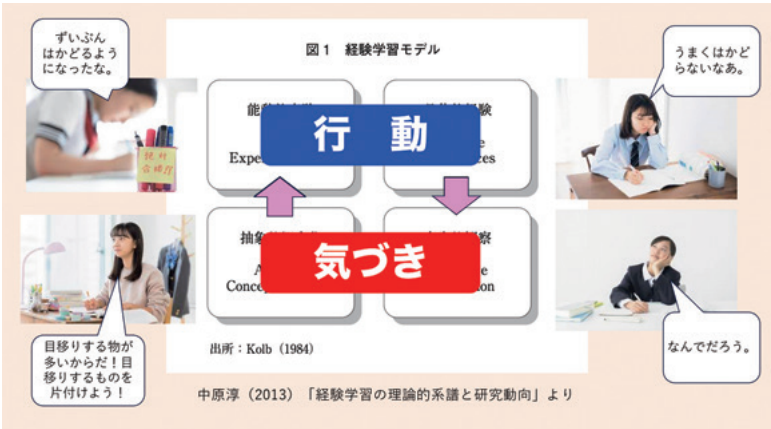 ずいぶん
はかどるよう
になったな。
図1 経験学習モデル
うまくはかど
らないなあ。
行 動
気づき
目移りする物が
多いからだ！目
移りするものを
片付けよう！
なんでだろう。
出所：Kolb (1984)
中原淳（2013）「経験学習の理論的系譜と研究動向」より